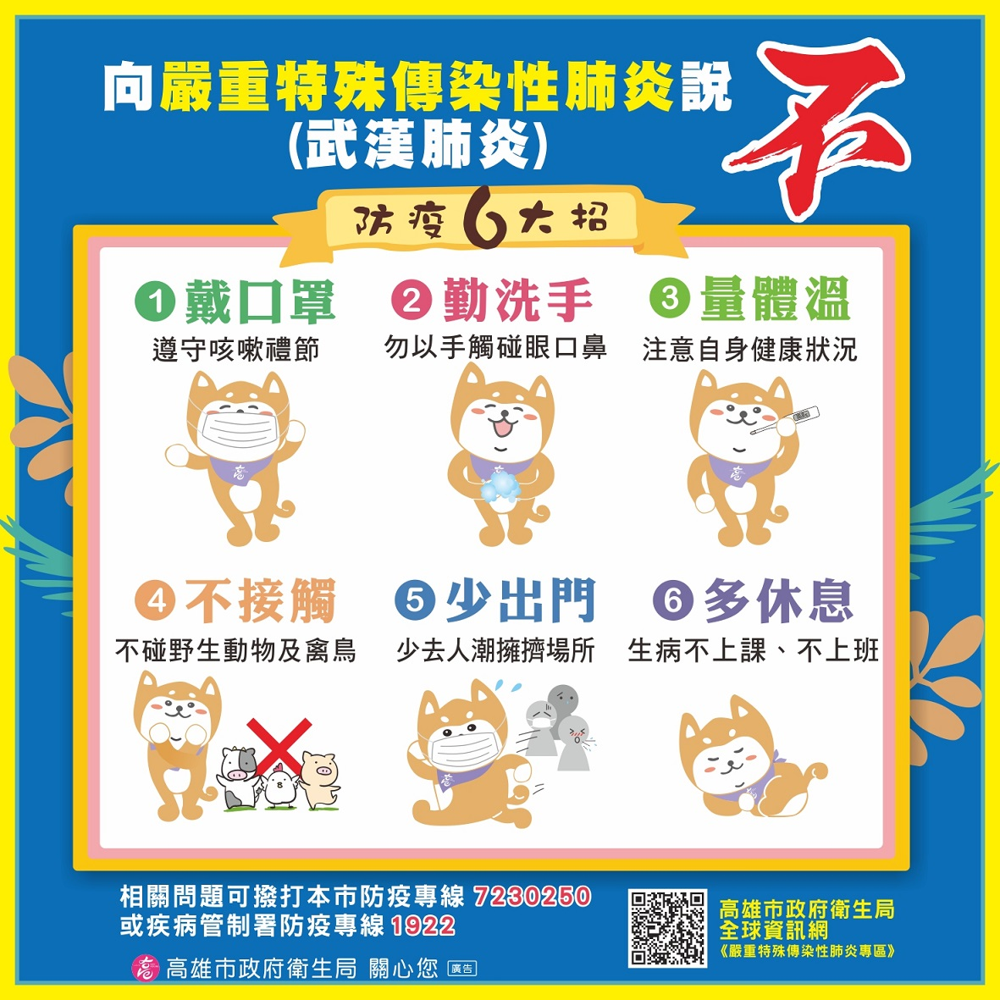 向嚴重特殊傳染性肺炎說
不
(武漢肺炎)
防疫6大招
1戴口罩
遵守咳嗽禮節
2勤洗手
勿以手觸碰眼口鼻
3量體溫
注意自身健康狀況
4不接觸
不碰野生動物及禽鳥
5少出門
少去人潮擁擠場所
6多休息
生病不上課、不上班
相關問題可撥打本市防疫專線 7230250
或疾病管制署防疫專線1922
高雄市政府衛生局 關心您 廣告
高雄市政府衛生局
全球資訊網
《嚴重特殊傳染性肺炎專區》